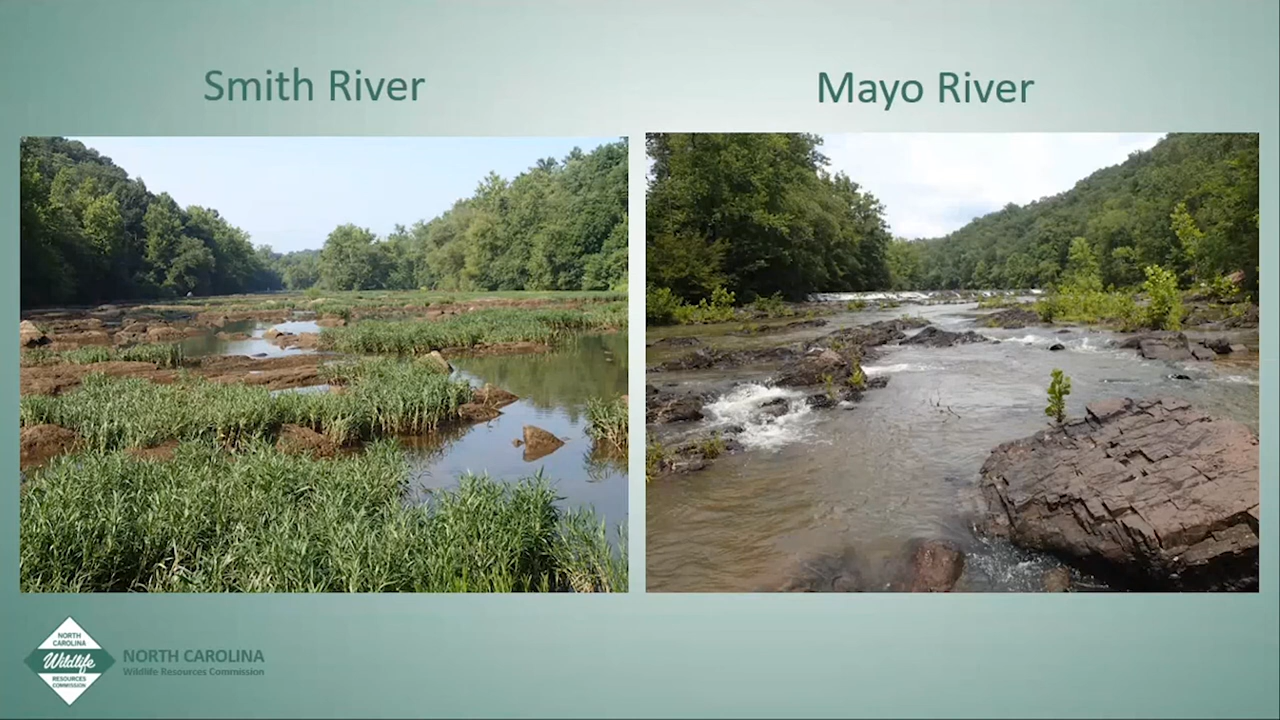 Smith River
Mayo River
NORTH
CAROLINA
Wildlife
RESOURCES
COMMISSION
NORTH CAROLINA
Wildlife Resources Commission